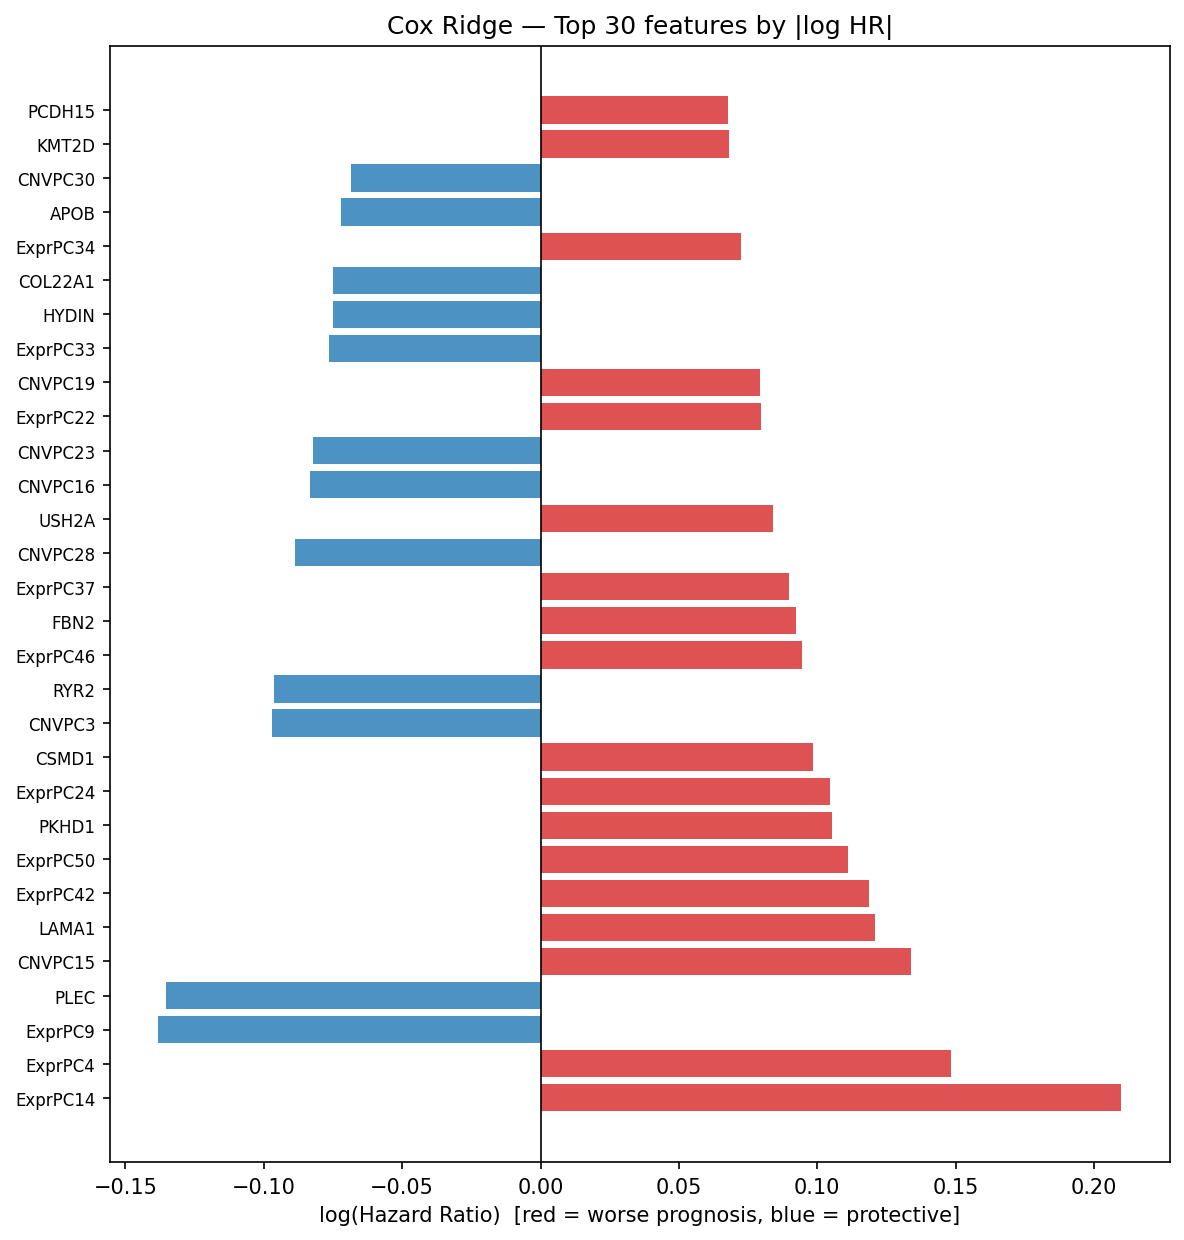 Cox Ridge — Top 30 features by |log HR|
PCDH15
KMT2D
CNVPC30
APOB
ExprPC34
COL22A1
HYDIN
ExprPC33
CNVPC19
ExprPC22
CNVPC23
CNVPC16
USH2A
CNVPC28
ExprPC37
FBN2
ExprPC46
RYR2
CNVPC3
CSMD1
ExprPC24
PKHD1
ExprPC50
ExprPC42
LAMA1
CNVPC15
PLEC
ExprPC9
ExprPC4
ExprPC14
−0.15 −0.10 −0.05 0.00 0.05 0.10 0.15 0.20
log(Hazard Ratio) [red = worse prognosis, blue = protective]